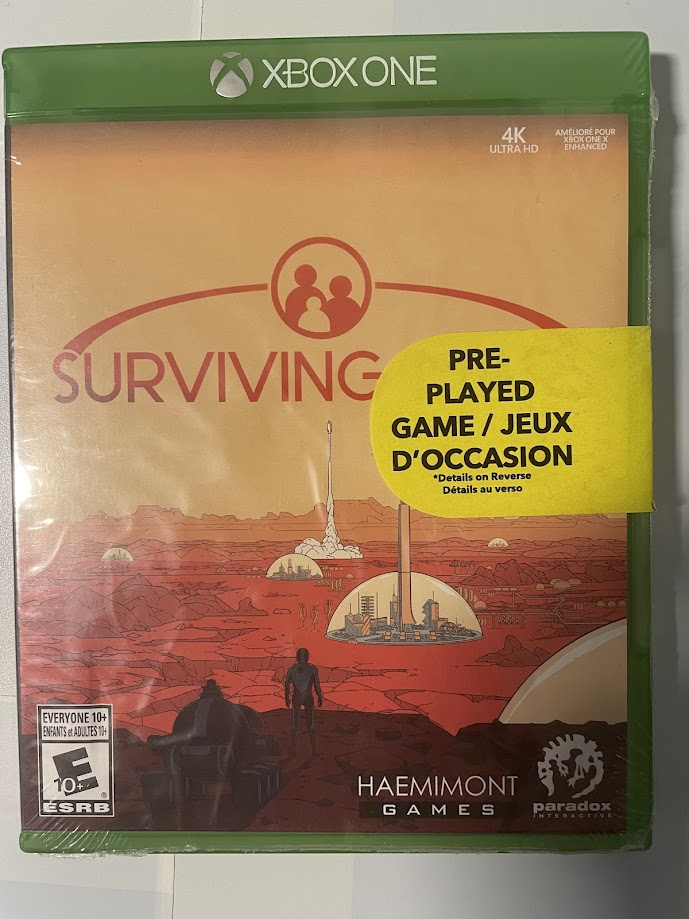 XBOX ONE
4K
ULTRA HD
AMÉLIORÉ POUR
XBOX ONE X
ENHANCED
SURVIVING
PRE-
PLAYED
GAME / JEUX
D'OCCASION
*Details on Reverse
Détails au verso
EVERYONE 10+
ENFANTS et ADULTES 10+
E
10+
®
ESRB
HAEMIMONT
GAMES
paradox
INTERACTIVE